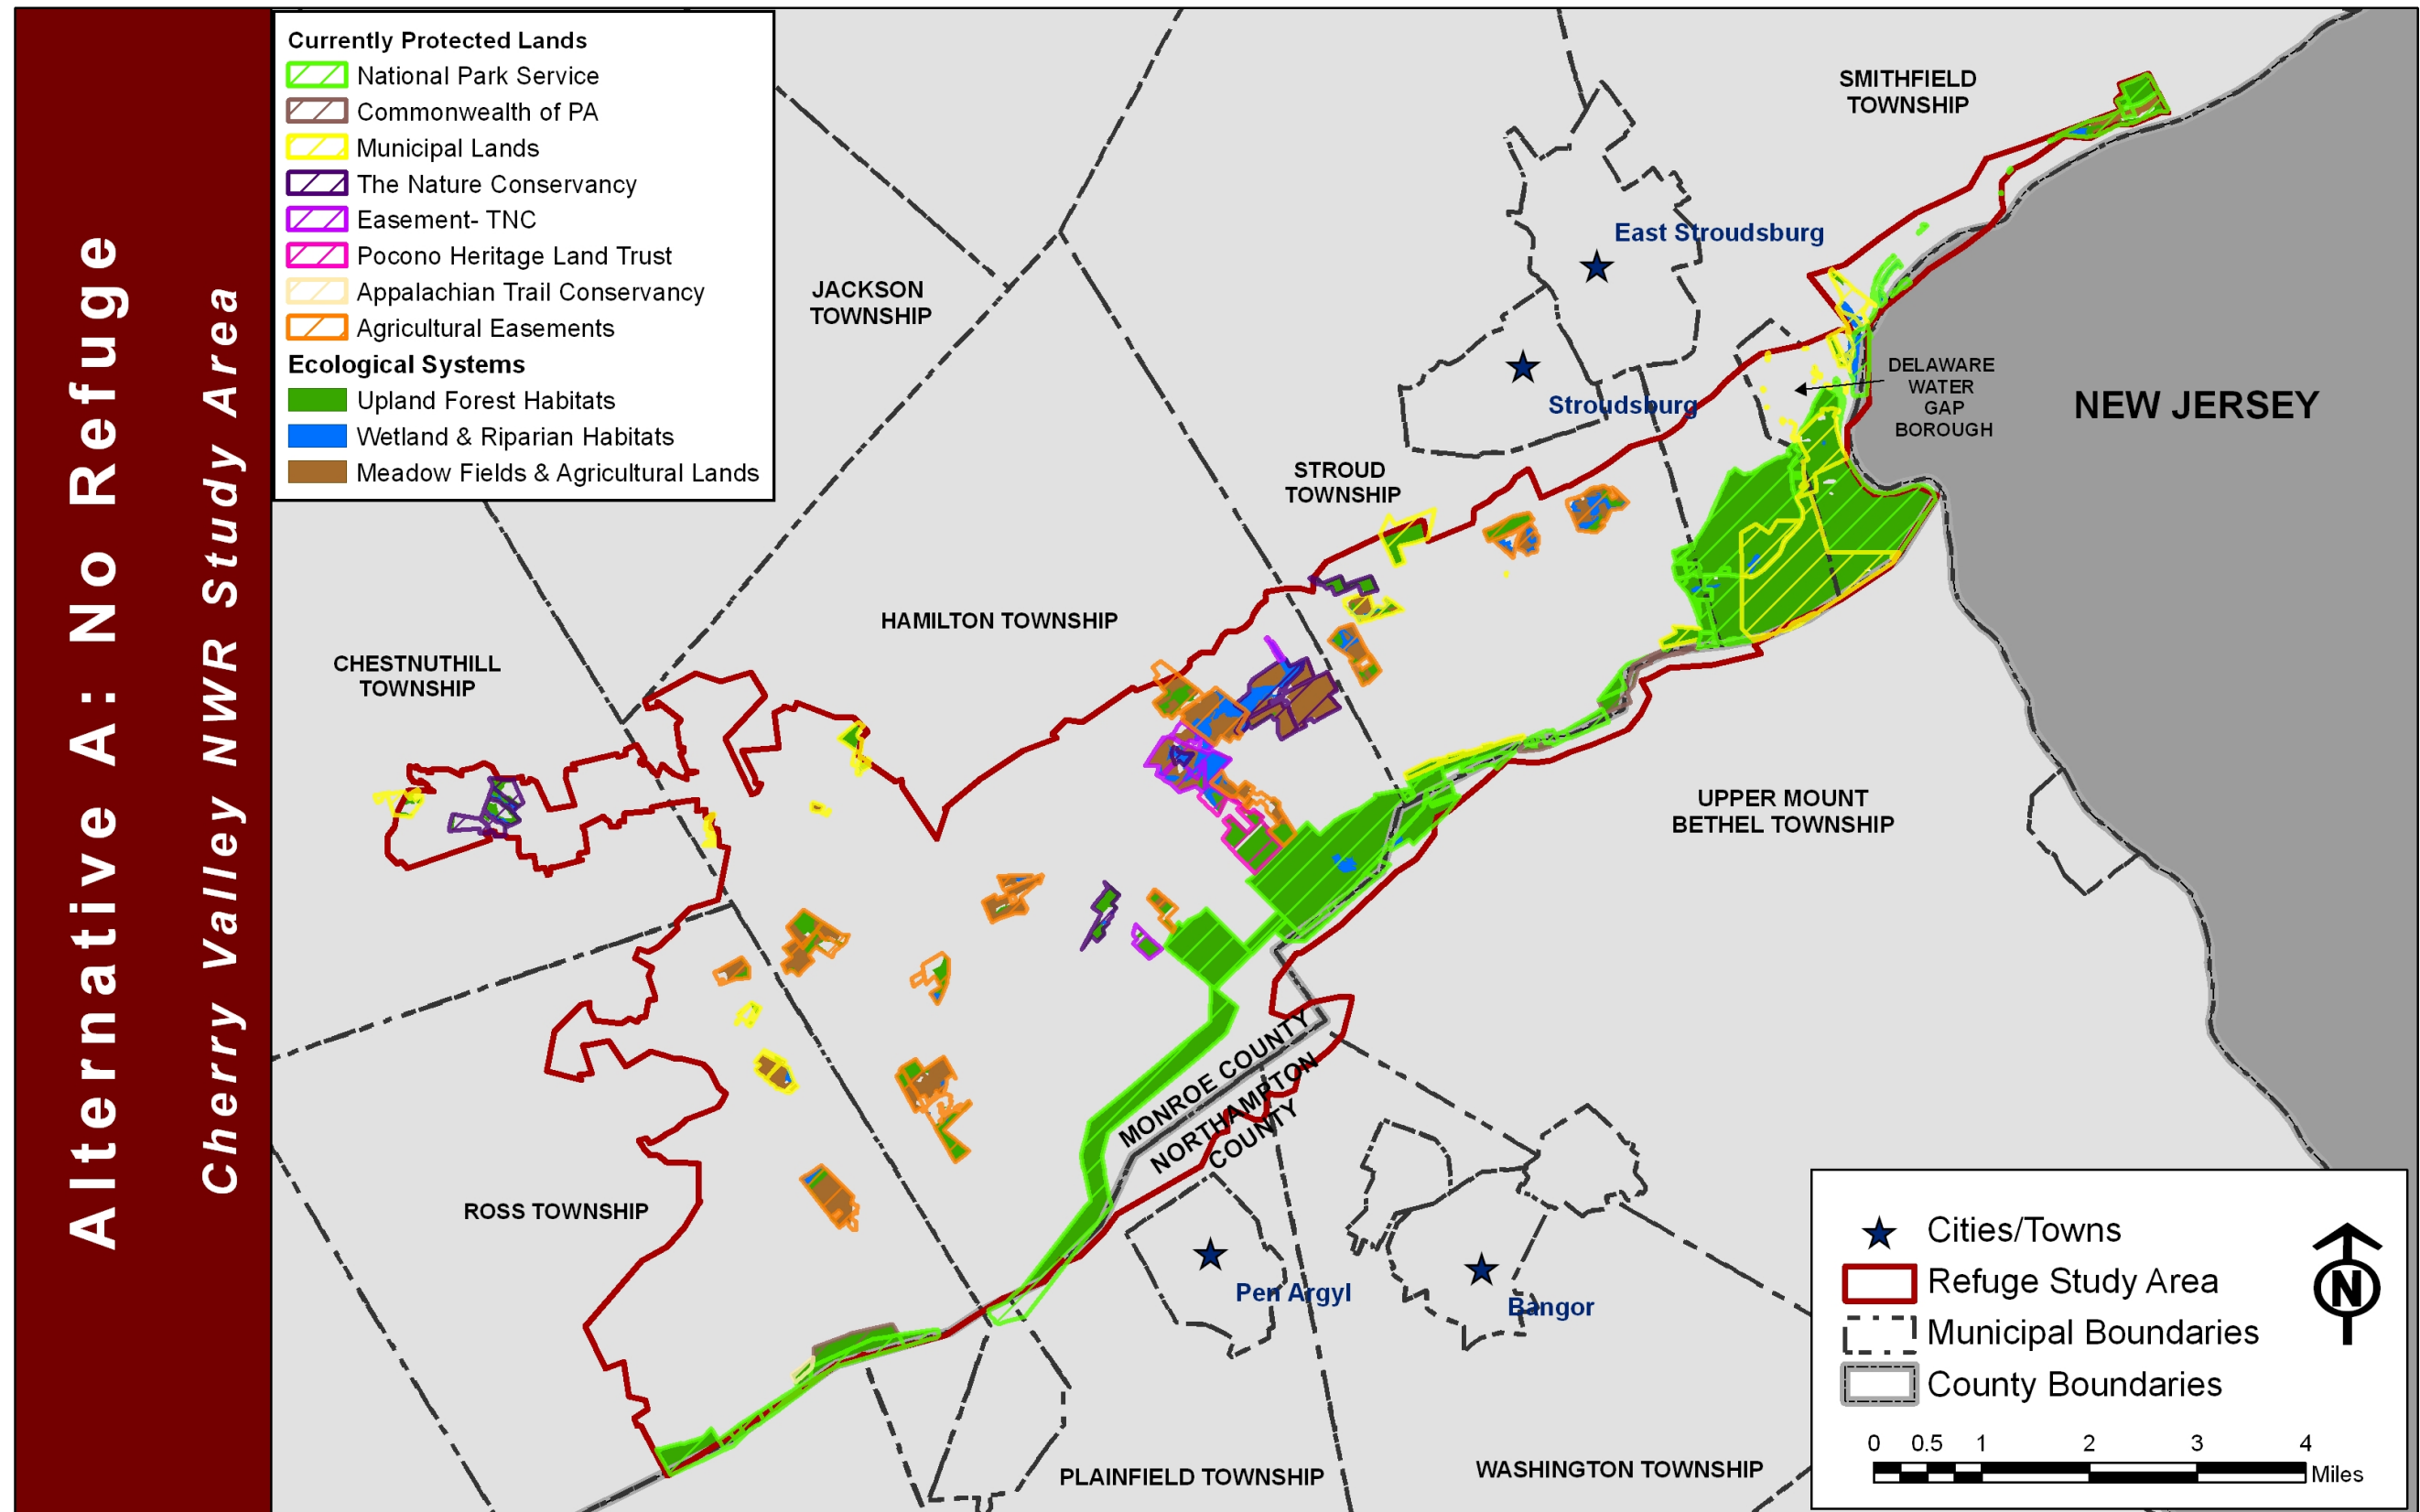 Alternative A: No Refuge
Cherry Valley NWR Study Area
Currently Protected Lands
National Park Service
Commonwealth of PA
Municipal Lands
The Nature Conservancy
Easement- TNC
Pocono Heritage Land Trust
Appalachian Trail Conservancy
Agricultural Easements
Ecological Systems
Upland Forest Habitats
Wetland & Riparian Habitats
Meadow Fields & Agricultural Lands
SMITHFIELD
TOWNSHIP
East Stroudsburg
JACKSON
TOWNSHIP
DELAWARE
WATER
GAP
BOROUGH
NEW JERSEY
Stroudsburg
STROUD
TOWNSHIP
HAMILTON TOWNSHIP
CHESTNUTHILL
TOWNSHIP
UPPER MOUNT
BETHEL TOWNSHIP
MONROE COUNTY
NORTHAMPTON
COUNTY
ROSS TOWNSHIP
Pen Argyl
Bangor
PLAINFIELD TOWNSHIP
WASHINGTON TOWNSHIP
Cities/Towns
Refuge Study Area
Municipal Boundaries
County Boundaries
N
0 0.5 1 2 3 4
Miles